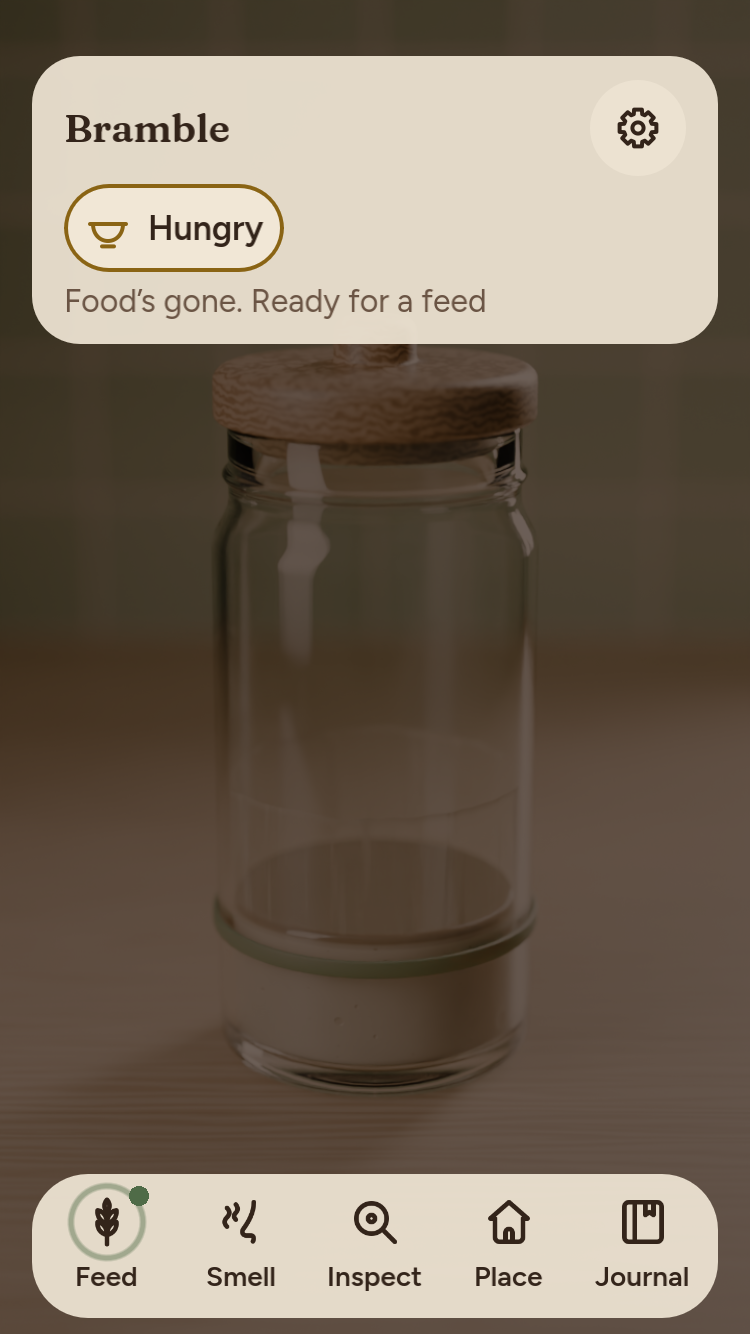 Bramble
Hungry
Food’s gone. Ready for a feed
Feed
Smell
Inspect
Place
Journal